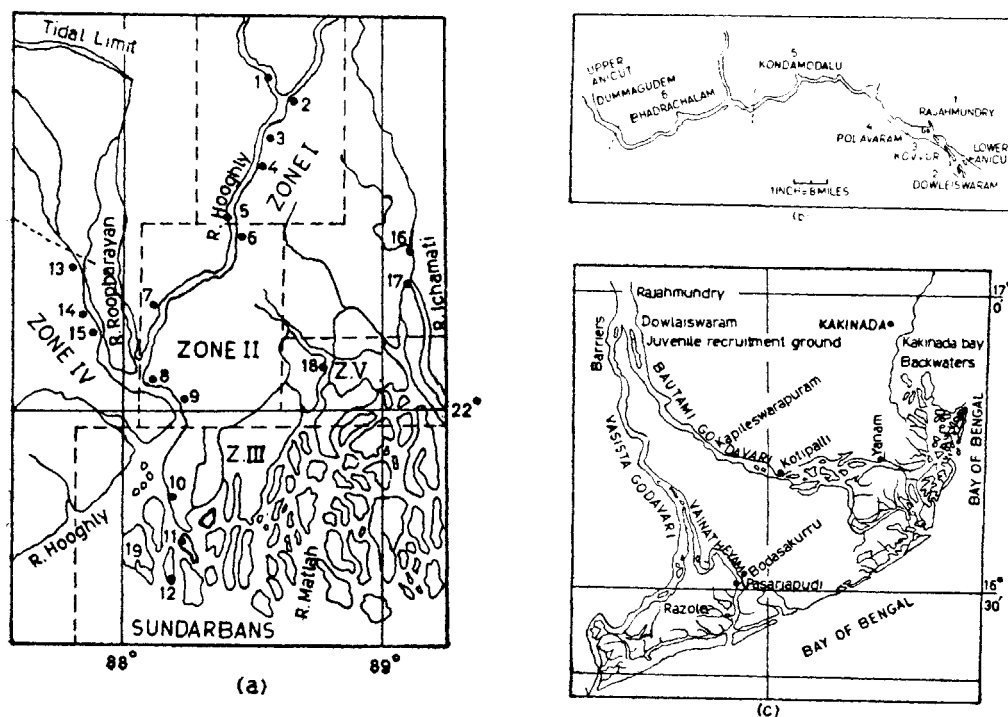 Tidal Limit
1
2
3
4
ZONE I
R. Hooghly
5
6
16
17
R. Ichamati
13
14
15
ZONE IV
R. Rooparayan
7
ZONE II
18
Z.V
8
9
22°
Z.III
10
R. Hooghly
19
11
12
R. Matlah
SUNDARBANS
88°
89°
(a)
UPPER
ANICUT
DUMMAGUDEM
6
BHADRACHALAM
5
KONDAMODALU
1
RAJAHMUNDRY
4
POLAVARAM
3
KOVVUR
LOWER
ANICUT
2
DOWLEISWARAM
1 INCH=8 MILES
17°
0'
Rajahmundry
Dowlaiswaram
Juvenile recruitment ground
Barriers
KAKINADA
Kakinada bay
Backwaters
BAUTAMI GODAVARI
Kapileswarapuram
Kotipalli
Yanam
BAY OF BENGAL
VASISTA
GODAVARI
VAINATHEYAM
Bodasakurru
Pasarlapudi
Razole
16°
30'
BAY OF BENGAL
(c)